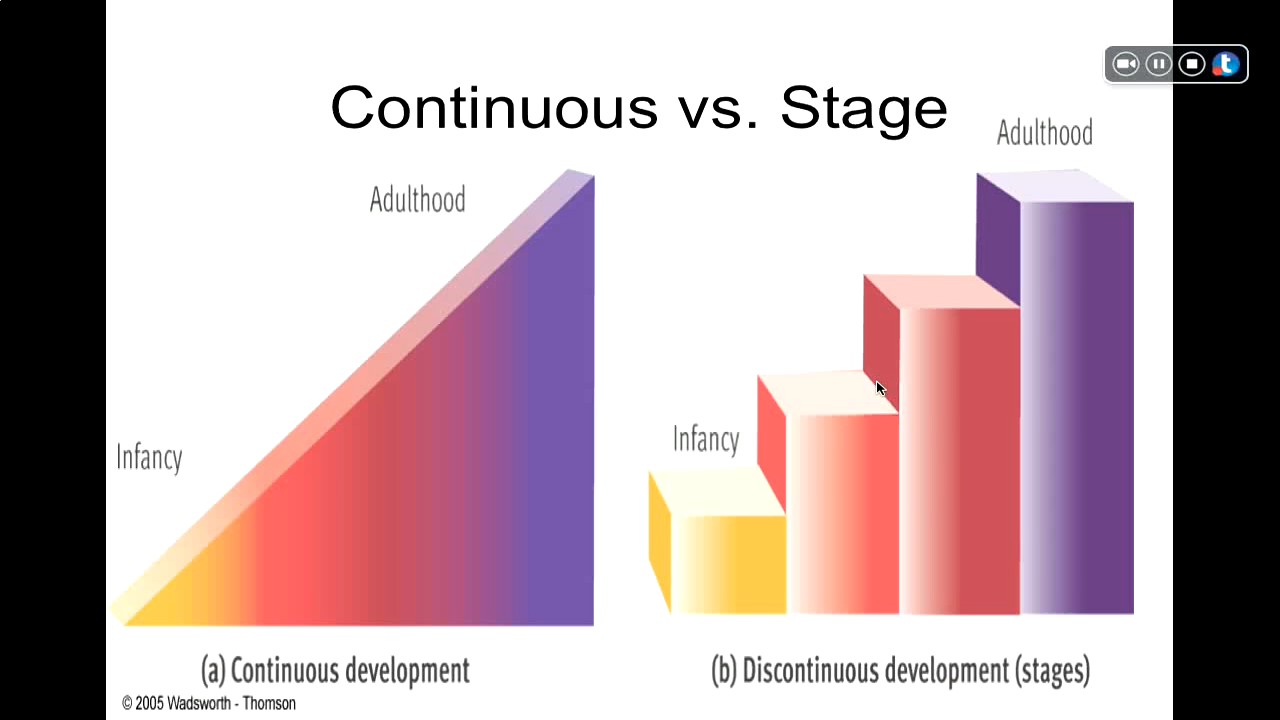 Continuous vs. Stage
Adulthood
Adulthood
Infancy
Infancy
(a) Continuous development
(b) Discontinuous development (stages)
© 2005 Wadsworth - Thomson
t